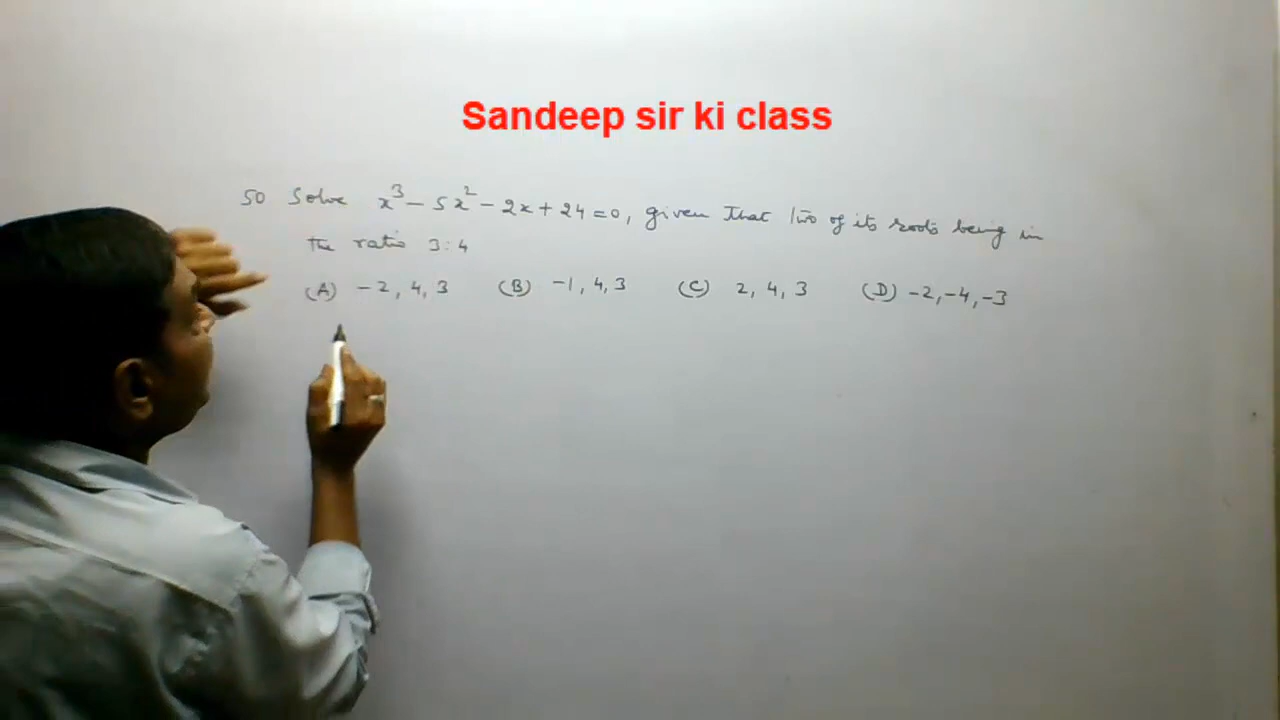 Sandeep sir ki class
50 Solve x³ - 5x² - 2x + 24 = 0, given that two of its roots being in
the ratio 3:4
(A) -2, 4, 3 (B) -1, 4, 3 (C) 2, 4, 3 (D) -2, -4, -3